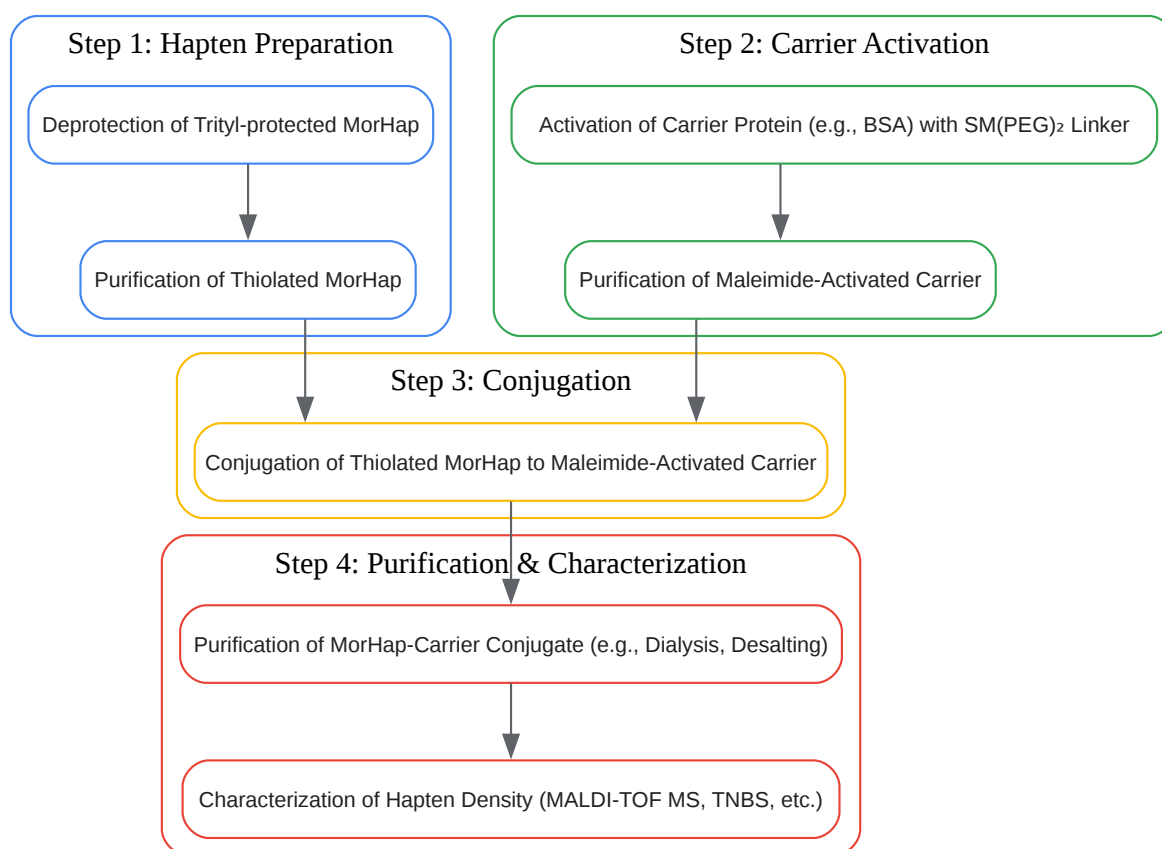 Step 1: Hapten Preparation
Deprotection of Trityl-protected MorHap
Purification of Thiolated MorHap
Step 2: Carrier Activation
Activation of Carrier Protein (e.g., BSA) with SM(PEG)₂ Linker
Purification of Maleimide-Activated Carrier
Step 3: Conjugation
Conjugation of Thiolated MorHap to Maleimide-Activated Carrier
Step 4: Purification & Characterization
Purification of MorHap-Carrier Conjugate (e.g., Dialysis, Desalting)
Characterization of Hapten Density (MALDI-TOF MS, TNBS, etc.)